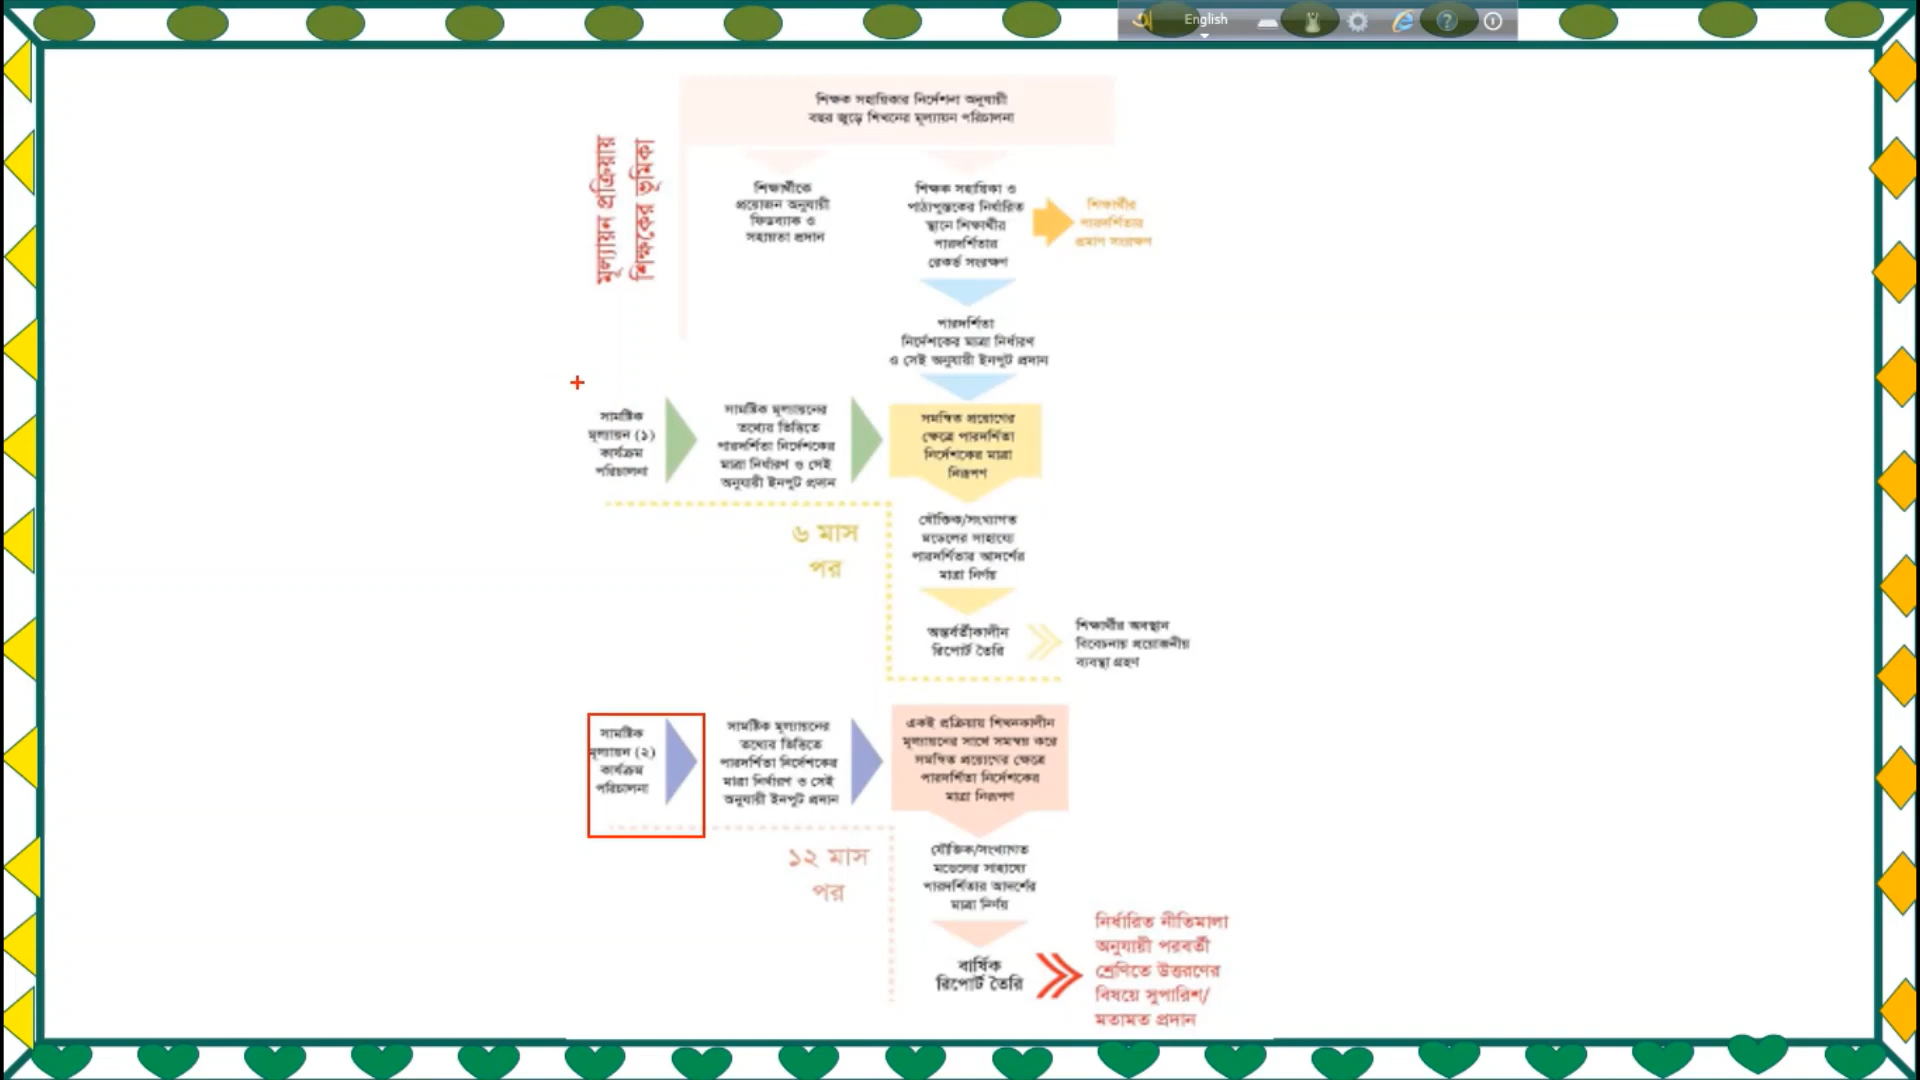 English
শিক্ষক সহায়িকার নির্দেশনা অনুযায়ী
বছর জুড়ে শিখনের মূল্যায়ন পরিচালনা
মূল্যায়ন প্রক্রিয়ায়
শিক্ষকের ভূমিকা
শিক্ষার্থীকে
প্রয়োজন অনুযায়ী
ফিডব্যাক ও
সহায়তা প্রদান
শিক্ষক সহায়িকা ও
পাঠ্যপুস্তকের নির্ধারিত
স্থানে শিক্ষার্থীর
পারদর্শিতার
রেকর্ড সংরক্ষণ
শিক্ষার্থীর
পারদর্শিতার
প্রমাণ সংরক্ষণ
পারদর্শিতা
নির্দেশকের মাত্রা নির্ধারণ
ও সেই অনুযায়ী ইনপুট প্রদান
সামষ্টিক
মূল্যায়ন (১)
কার্যক্রম
পরিচালনা
সামষ্টিক মূল্যায়নের
তথ্যের ভিত্তিতে
পারদর্শিতা নির্দেশকের
মাত্রা নির্ধারণ ও সেই
অনুযায়ী ইনপুট প্রদান
সমন্বিত প্রয়োগের
ক্ষেত্রে পারদর্শিতা
নির্দেশকের মাত্রা
নিরূপণ
৬ মাস
পর
যৌক্তিক/সংখ্যাগত
মডেলের সাহায্যে
পারদর্শিতার আদর্শের
মাত্রা নির্ণয়
অন্তর্বর্তীকালীন
রিপোর্ট তৈরি
শিক্ষার্থীর অবস্থান
বিবেচনায় প্রয়োজনীয়
ব্যবস্থা গ্রহণ
সামষ্টিক
মূল্যায়ন (২)
কার্যক্রম
পরিচালনা
সামষ্টিক মূল্যায়নের
তথ্যের ভিত্তিতে
পারদর্শিতা নির্দেশকের
মাত্রা নির্ধারণ ও সেই
অনুযায়ী ইনপুট প্রদান
একই প্রক্রিয়ায় শিখনকালীন
মূল্যায়নের সাথে সমন্বয় করে
সমন্বিত প্রয়োগের ক্ষেত্রে
পারদর্শিতা নির্দেশকের
মাত্রা নিরূপণ
১২ মাস
পর
যৌক্তিক/সংখ্যাগত
মডেলের সাহায্যে
পারদর্শিতার আদর্শের
মাত্রা নির্ণয়
বার্ষিক
রিপোর্ট তৈরি
নির্ধারিত নীতিমালা
অনুযায়ী পরবর্তী
শ্রেণিতে উত্তরণের
বিষয়ে সুপারিশ/
মতামত প্রদান